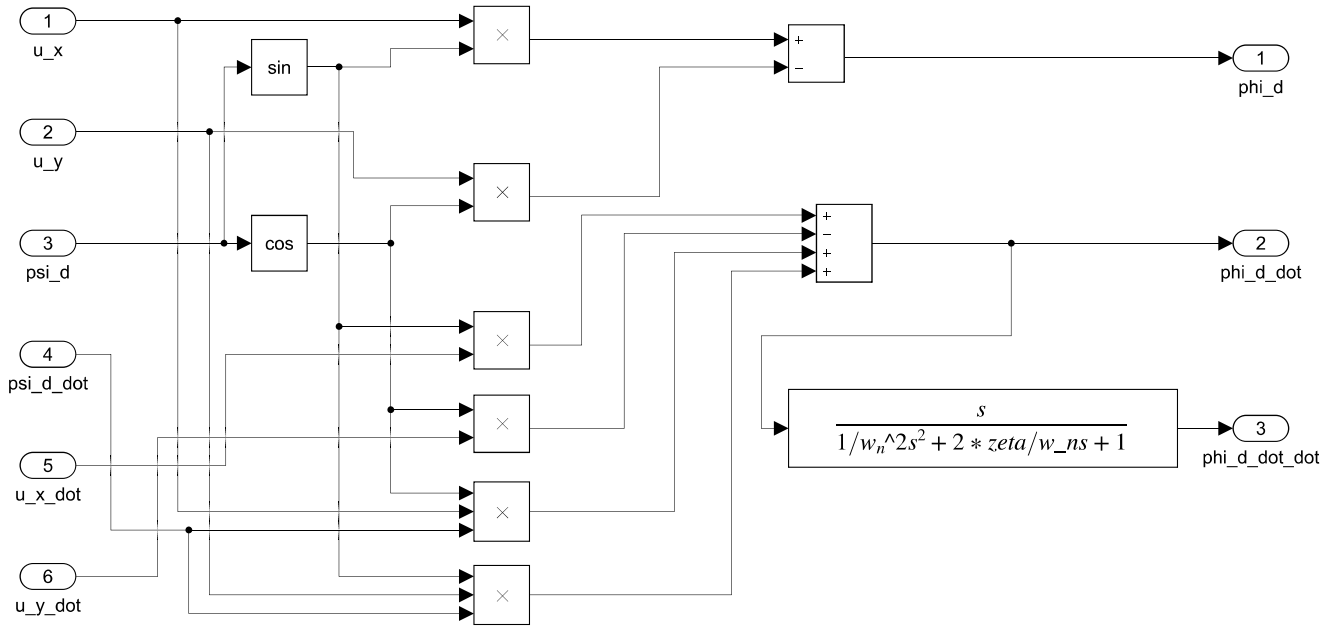 1
u_x
×
+
−
1
phi_d
sin
2
u_y
×
+
−
+
+
3
psi_d
cos
2
phi_d_dot
×
4
psi_d_dot
×
s
1/w_n^2s^2 + 2 * zeta/w_ns + 1
3
phi_d_dot_dot
5
u_x_dot
×
6
u_y_dot
×